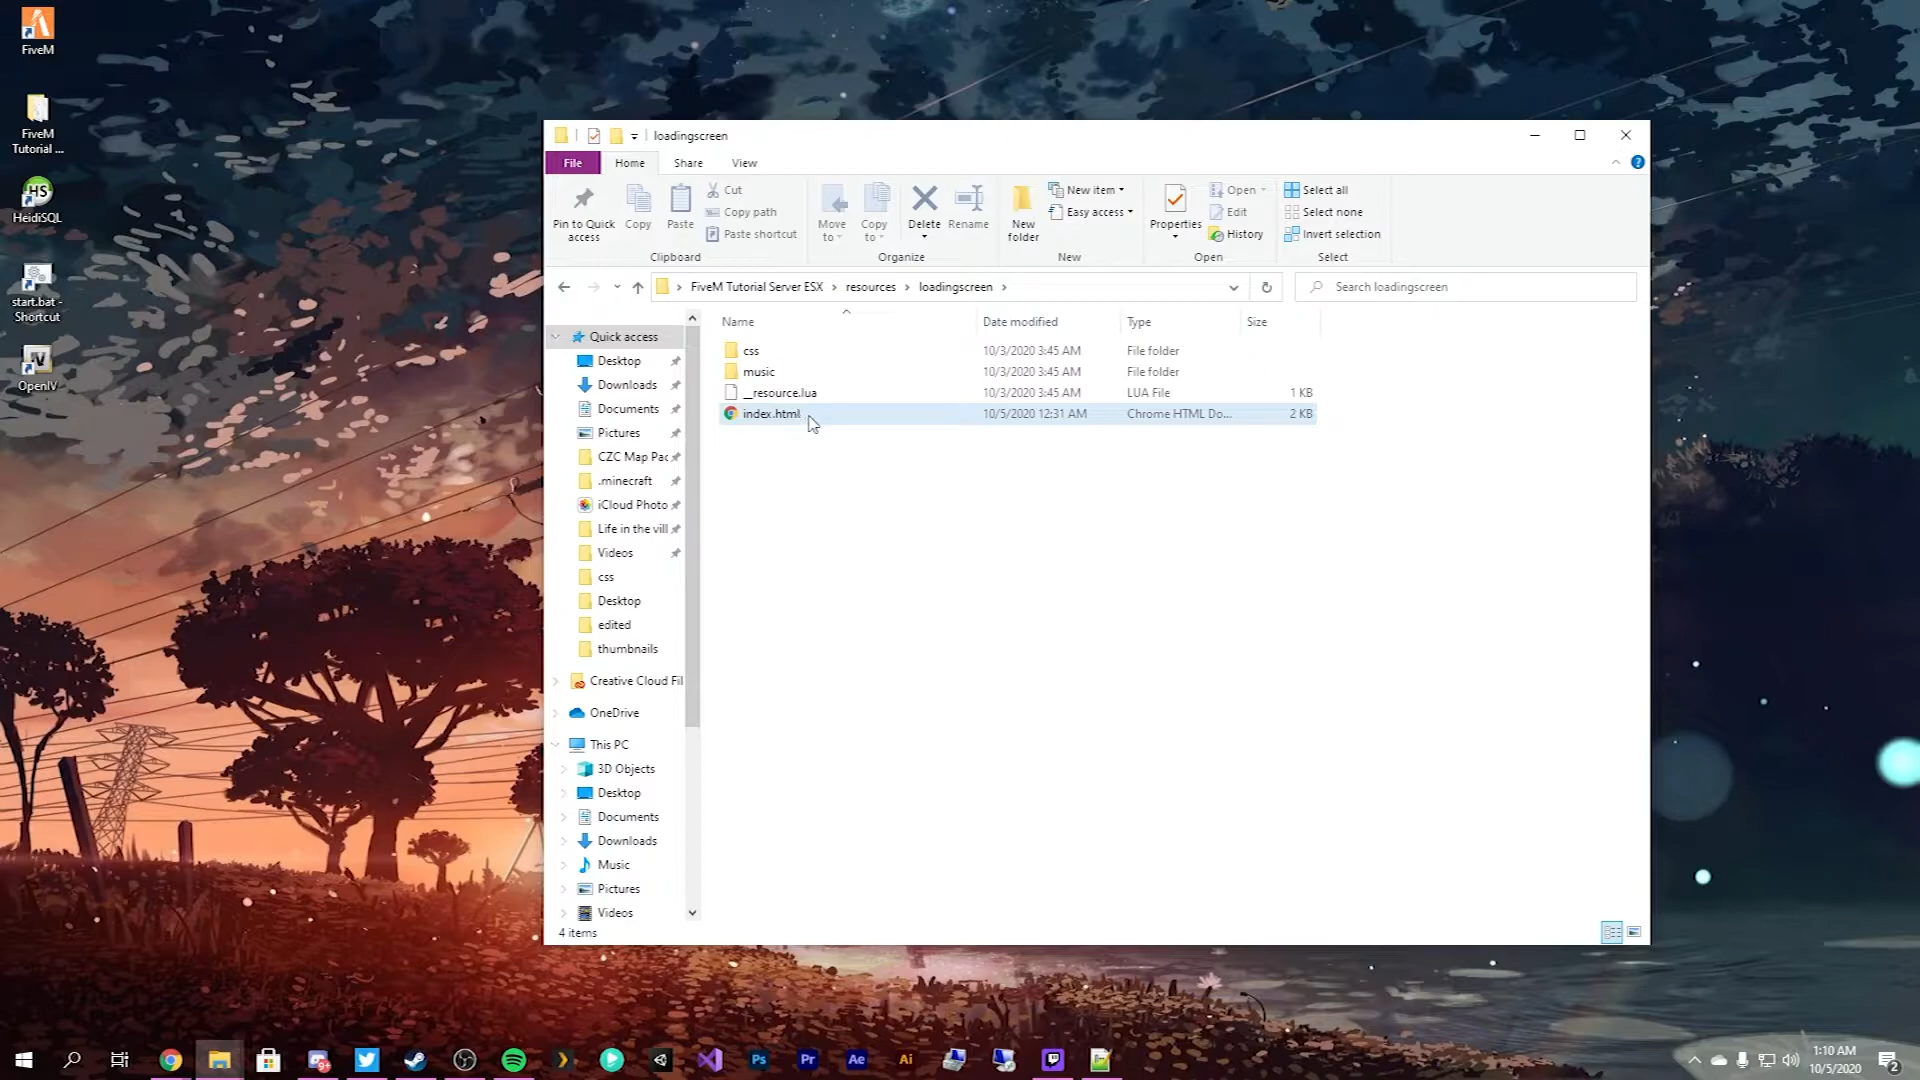 FiveM
FiveM
Tutorial ...
HS
HeidiSQL
start.bat -
Shortcut
IV
OpenIV
loadingscreen
File
Home
Share
View
Pin to Quick
access
Copy
Paste
Cut
Copy path
Paste shortcut
Clipboard
Move
to
Copy
to
Delete
Rename
Organize
New
folder
New item
Easy access
New
Properties
Open
Edit
History
Open
Select all
Select none
Invert selection
Select
FiveM Tutorial Server ESX
resources
loadingscreen
Search loadingscreen
Name
Date modified
Type
Size
css
10/3/2020 3:45 AM
File folder
music
10/3/2020 3:45 AM
File folder
__resource.lua
10/3/2020 3:45 AM
LUA File
1 KB
index.html
10/5/2020 12:31 AM
Chrome HTML Do...
2 KB
Quick access
Desktop
Downloads
Documents
Pictures
CZC Map Pac
.minecraft
iCloud Photo
Life in the vill
Videos
css
Desktop
edited
thumbnails
Creative Cloud Fil
OneDrive
This PC
3D Objects
Desktop
Documents
Downloads
Music
Pictures
Videos
4 items
Ps
Pr
Ae
Ai
1:10 AM
10/5/2020
2